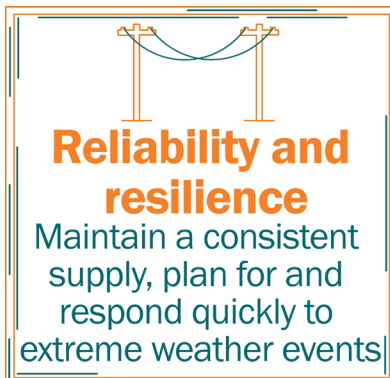 Reliability and
resilience
Maintain a consistent
supply, plan for and
respond quickly to
extreme weather events